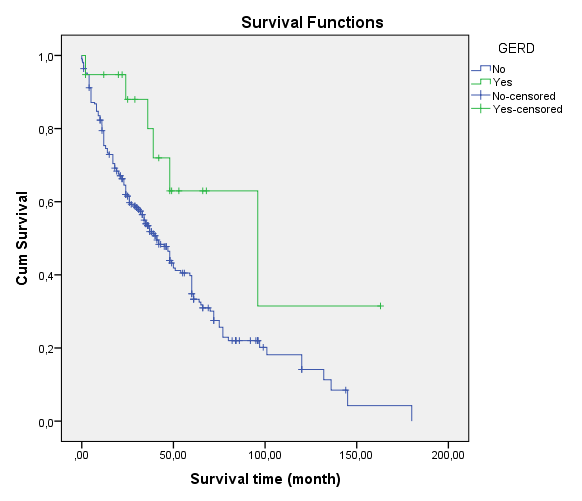 Survival Functions
GERD
No
Yes
No-censored
Yes-censored
Cum Survival
1,0
0,8
0,6
0,4
0,2
0,0
,00 50,00 100,00 150,00 200,00
Survival time (month)